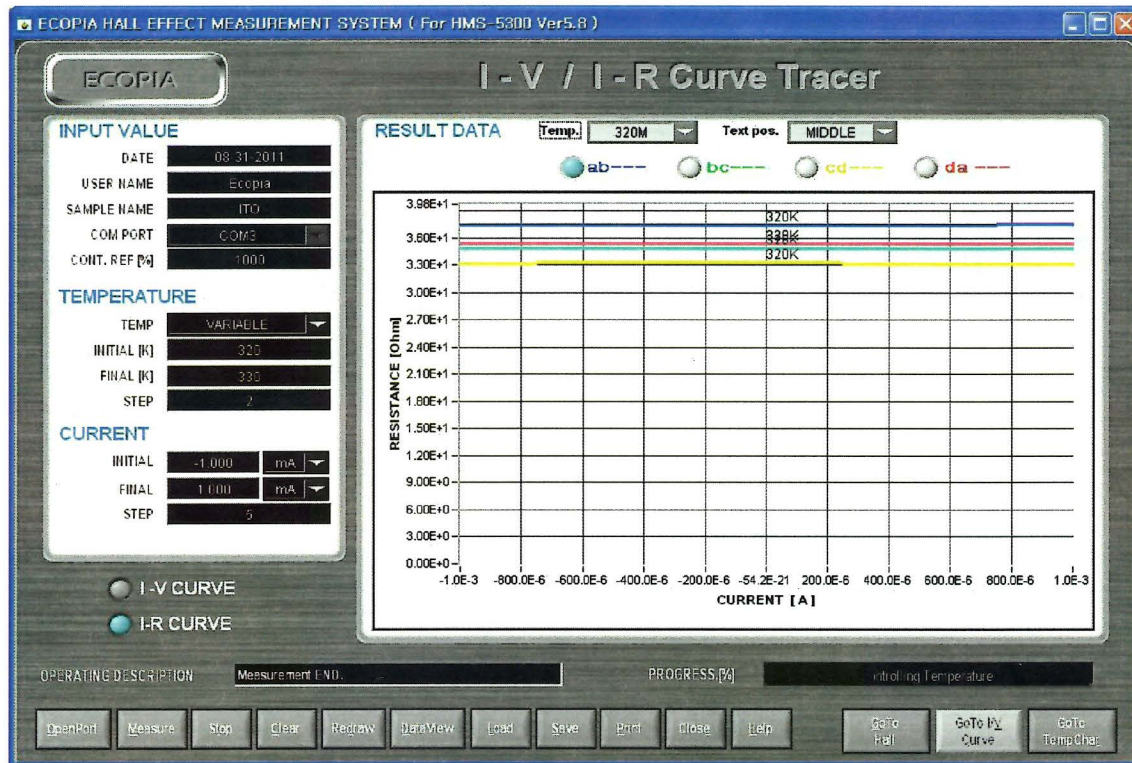 ECOPIA HALL EFFECT MEASUREMENT SYSTEM ( For HMS-5300 Ver5.8 )
ECOPIA
I - V / I - R Curve Tracer
INPUT VALUE
DATE 08-31-2011
USER NAME Ecopia
SAMPLE NAME ITO
COM PORT COM3
CONT. REF [%] 1000
TEMPERATURE
TEMP VARIABLE
INITIAL [K] 320
FINAL [K] 330
STEP 2
CURRENT
INITIAL -1.000 mA
FINAL 1.000 mA
STEP 5
I-V CURVE
I-R CURVE
RESULT DATA Temp. 320M Text pos. MIDDLE
ab--- bc--- cd--- da ---
3.98E+1
3.60E+1
3.30E+1
3.00E+1
2.70E+1
2.40E+1
2.10E+1
1.80E+1
1.50E+1
1.20E+1
9.00E+0
6.00E+0
3.00E+0
0.00E+0
RESISTANCE [Ohm]
320K
320K
-1.0E-3 -800.0E-6 -600.0E-6 -400.0E-6 -200.0E-6 -54.2E-21 200.0E-6 400.0E-6 600.0E-6 800.0E-6 1.0E-3
CURRENT [ A ]
OPERATING DESCRIPTION Measurement END. PROGRESS.[%] ntrolling Temperature
OpenPort Measure Stop Clear Redraw DataView Load Save Print Close Help GoTo Hall GoTo I/V Curve GoTo TempChar